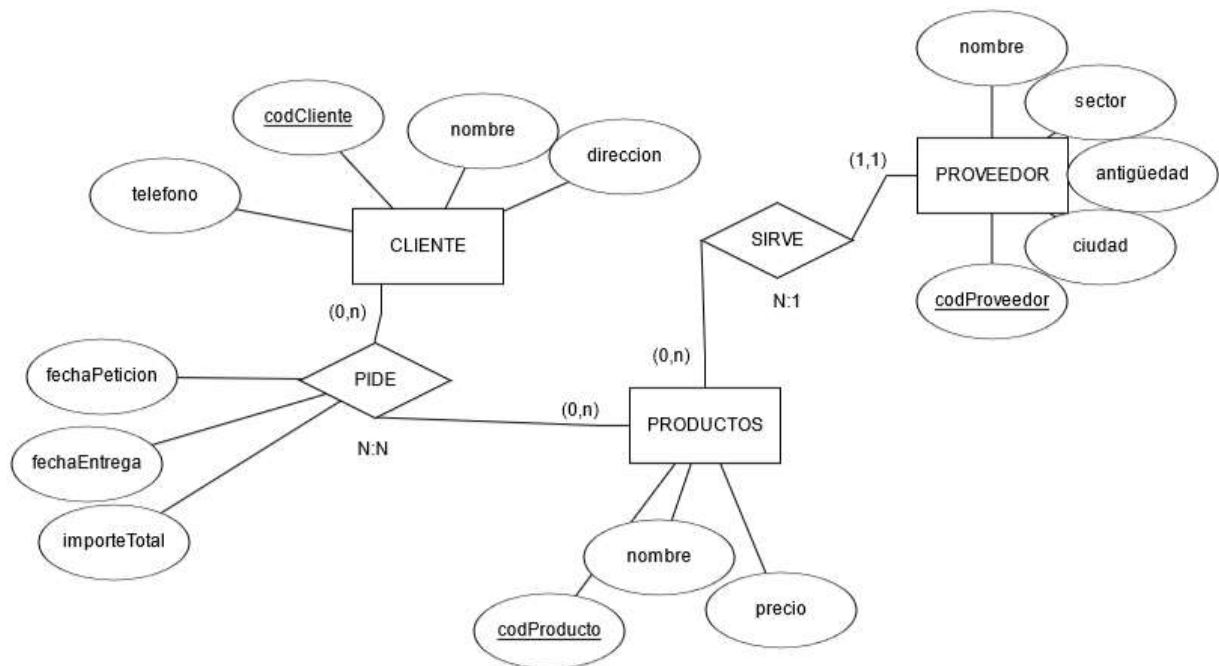 nombre
sector
antigüedad
ciudad
codProveedor
PROVEEDOR
(1,1)
SIRVE
N:1
(0,n)
codCliente
nombre
direccion
telefono
CLIENTE
(0,n)
fechaPeticion
PIDE
(0,n)
N:N
fechaEntrega
importeTotal
PRODUCTOS
nombre
precio
codProducto